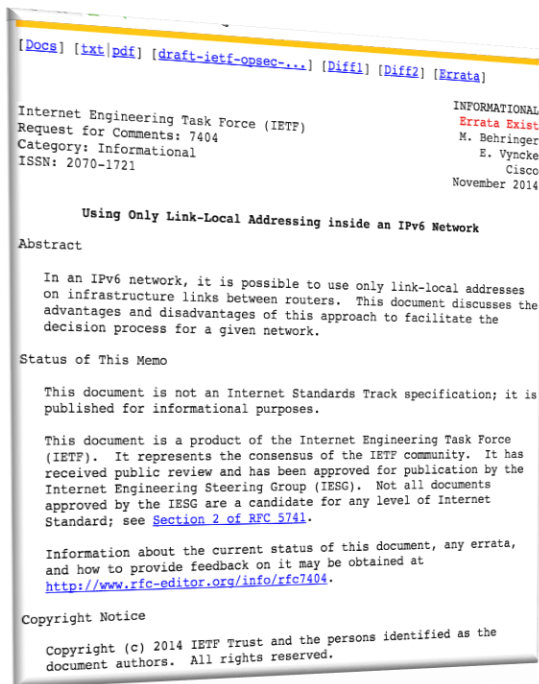 [Docs] [txt|pdf] [draft-ietf-opsec-...] [Diff1] [Diff2] [Errata]
INFORMATIONAL
Errata Exist
Internet Engineering Task Force (IETF)
M. Behringer
Request for Comments: 7404
E. Vyncke
Category: Informational
Cisco
ISSN: 2070-1721
November 2014
Using Only Link-Local Addressing inside an IPv6 Network
Abstract
In an IPv6 network, it is possible to use only link-local addresses
on infrastructure links between routers. This document discusses the
advantages and disadvantages of this approach to facilitate the
decision process for a given network.
Status of This Memo
This document is not an Internet Standards Track specification; it is
published for informational purposes.
This document is a product of the Internet Engineering Task Force
(IETF). It represents the consensus of the IETF community. It has
received public review and has been approved for publication by the
Internet Engineering Steering Group (IESG). Not all documents
approved by the IESG are a candidate for any level of Internet
Standard; see Section 2 of RFC 5741.
Information about the current status of this document, any errata,
and how to provide feedback on it may be obtained at
http://www.rfc-editor.org/info/rfc7404.
Copyright Notice
Copyright (c) 2014 IETF Trust and the persons identified as the
document authors. All rights reserved.